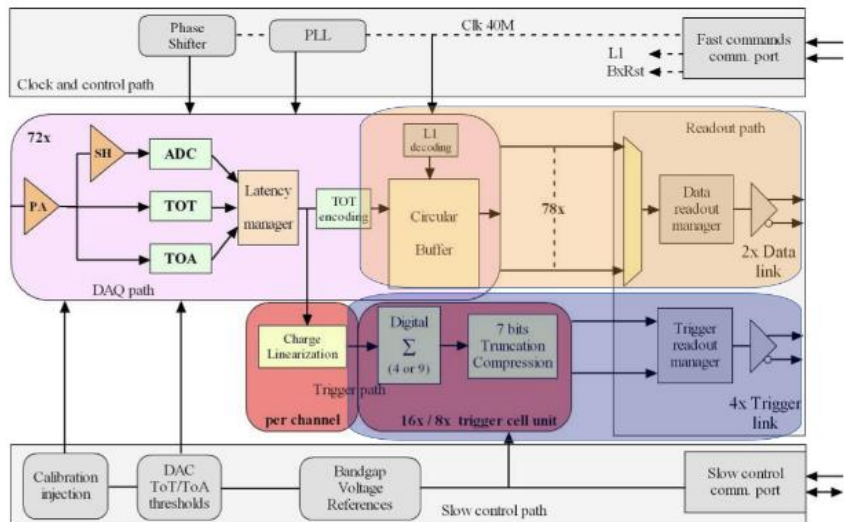 Phase
Shifter
PLL
Clk 40M
Fast commands
comm. port
L1
BxRst
Clock and control path
72x
SH
ADC
PA
TOT
TOA
Latency
manager
TOT
encoding
L1
decoding
Circular
Buffer
78x
Readout path
Data
readout
manager
2x Data
link
DAQ path
Charge
Linearization
Digital
Σ
(4 or 9)
7 bits
Truncation
Compression
Trigger
readout
manager
Trigger path
per channel
16x / 8x trigger cell unit
4x Trigger
link
Calibration
injection
DAC
ToT/ToA
thresholds
Bandgap
Voltage
References
Slow control path
Slow control
comm. port